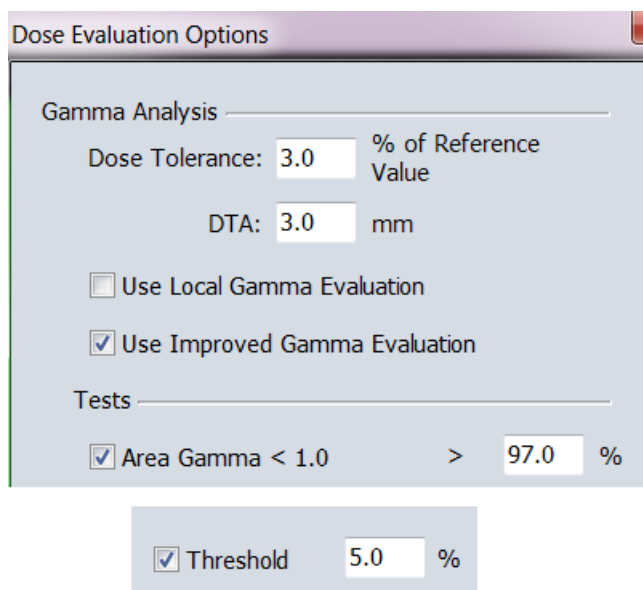 Dose Evaluation Options
Gamma Analysis
Dose Tolerance: 3.0 % of Reference
Value
DTA: 3.0 mm
Use Local Gamma Evaluation
Use Improved Gamma Evaluation
Tests
Area Gamma < 1.0 > 97.0 %
Threshold 5.0 %